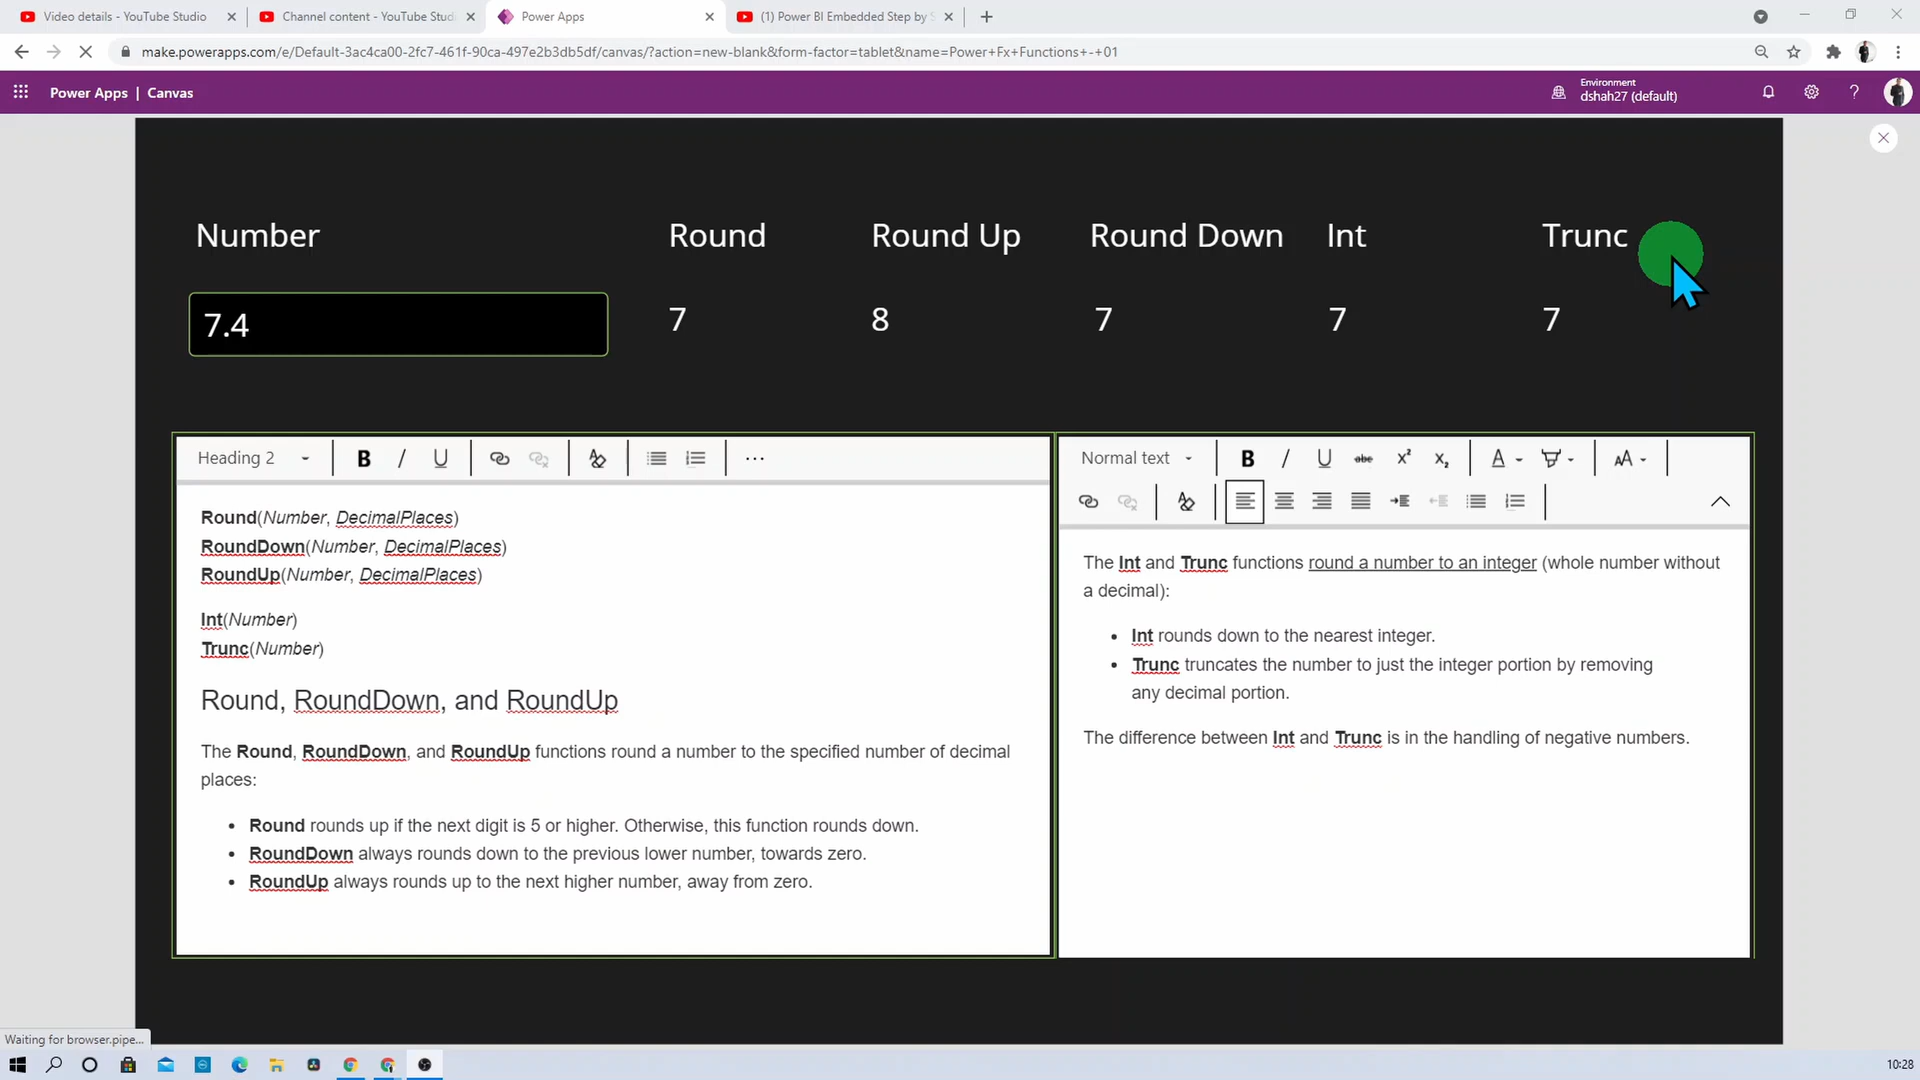 Video details - YouTube Studio
Channel content - YouTube Stud
Power Apps
(1) Power BI Embedded Step by S
make.powerapps.com/e/Default-3ac4ca00-2fc7-461f-90ca-497e2b3db5df/canvas/?action=new-blank&form-factor=tablet&name=Power+Fx+Functions+-+01
Power Apps | Canvas
Environment
dshah27 (default)
Number Round Round Up Round Down Int Trunc
7.4 7 8 7 7 7
Heading 2 B / U ...
Normal text B / U abc x² x₂ A AA
Round(Number, DecimalPlaces)
RoundDown(Number, DecimalPlaces)
RoundUp(Number, DecimalPlaces)
Int(Number)
Trunc(Number)
Round, RoundDown, and RoundUp
The Round, RoundDown, and RoundUp functions round a number to the specified number of decimal
places:
• Round rounds up if the next digit is 5 or higher. Otherwise, this function rounds down.
• RoundDown always rounds down to the previous lower number, towards zero.
• RoundUp always rounds up to the next higher number, away from zero.
The Int and Trunc functions round a number to an integer (whole number without
a decimal):
• Int rounds down to the nearest integer.
• Trunc truncates the number to just the integer portion by removing
any decimal portion.
The difference between Int and Trunc is in the handling of negative numbers.
Waiting for browser.pipe...
10:28